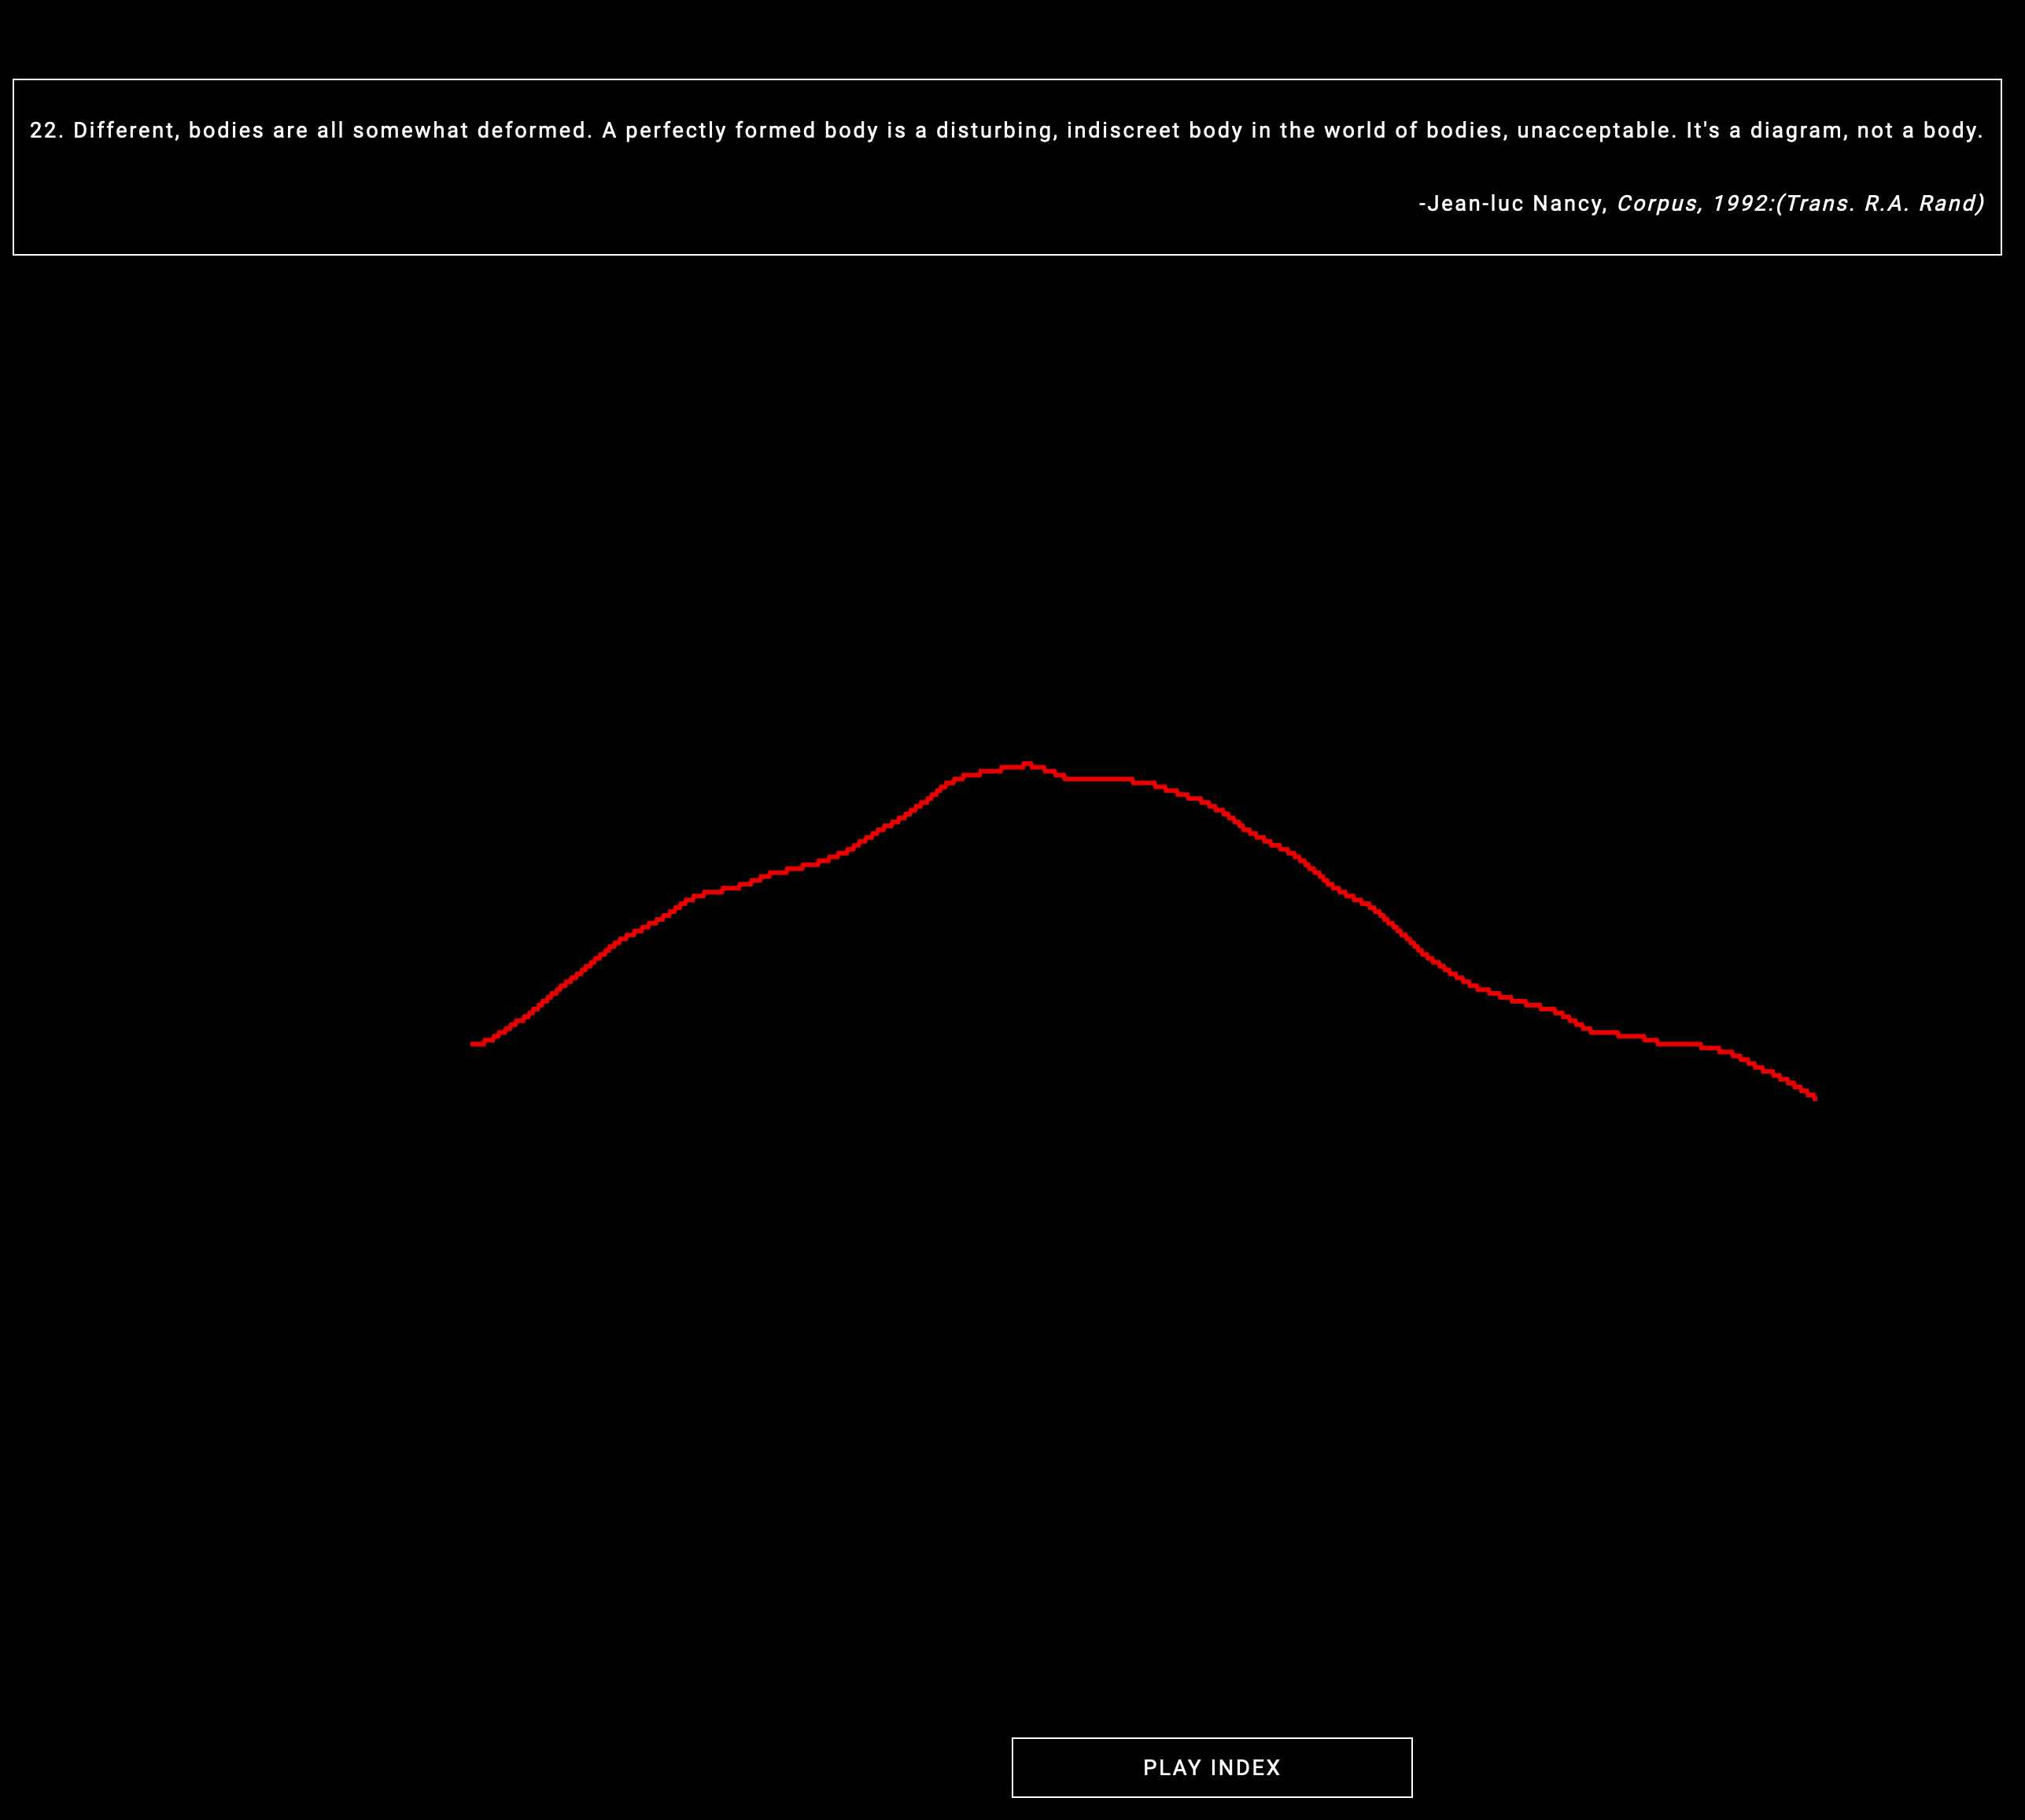 22. Different, bodies are all somewhat deformed. A perfectly formed body is a disturbing, indiscreet body in the world of bodies, unacceptable. It's a diagram, not a body.
-Jean-luc Nancy, Corpus, 1992:(Trans. R.A. Rand)
PLAY INDEX